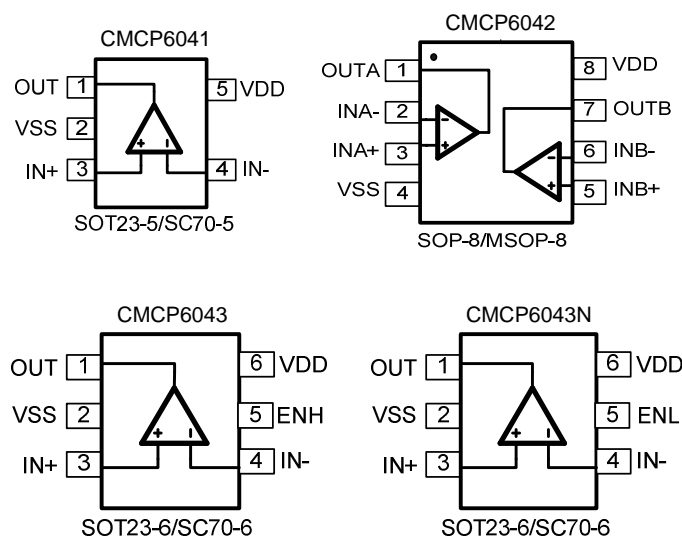 CMCP6041
OUT 1
5 VDD
VSS 2
IN+ 3
4 IN-
+ -
SOT23-5/SC70-5
CMCP6042
OUTA 1
8 VDD
INA- 2
7 OUTB
INA+ 3
6 INB-
VSS 4
5 INB+
- +
- +
SOP-8/MSOP-8
CMCP6043
OUT 1
6 VDD
VSS 2
5 ENH
IN+ 3
4 IN-
+ -
SOT23-6/SC70-6
CMCP6043N
OUT 1
6 VDD
VSS 2
5 ENL
IN+ 3
4 IN-
+ -
SOT23-6/SC70-6